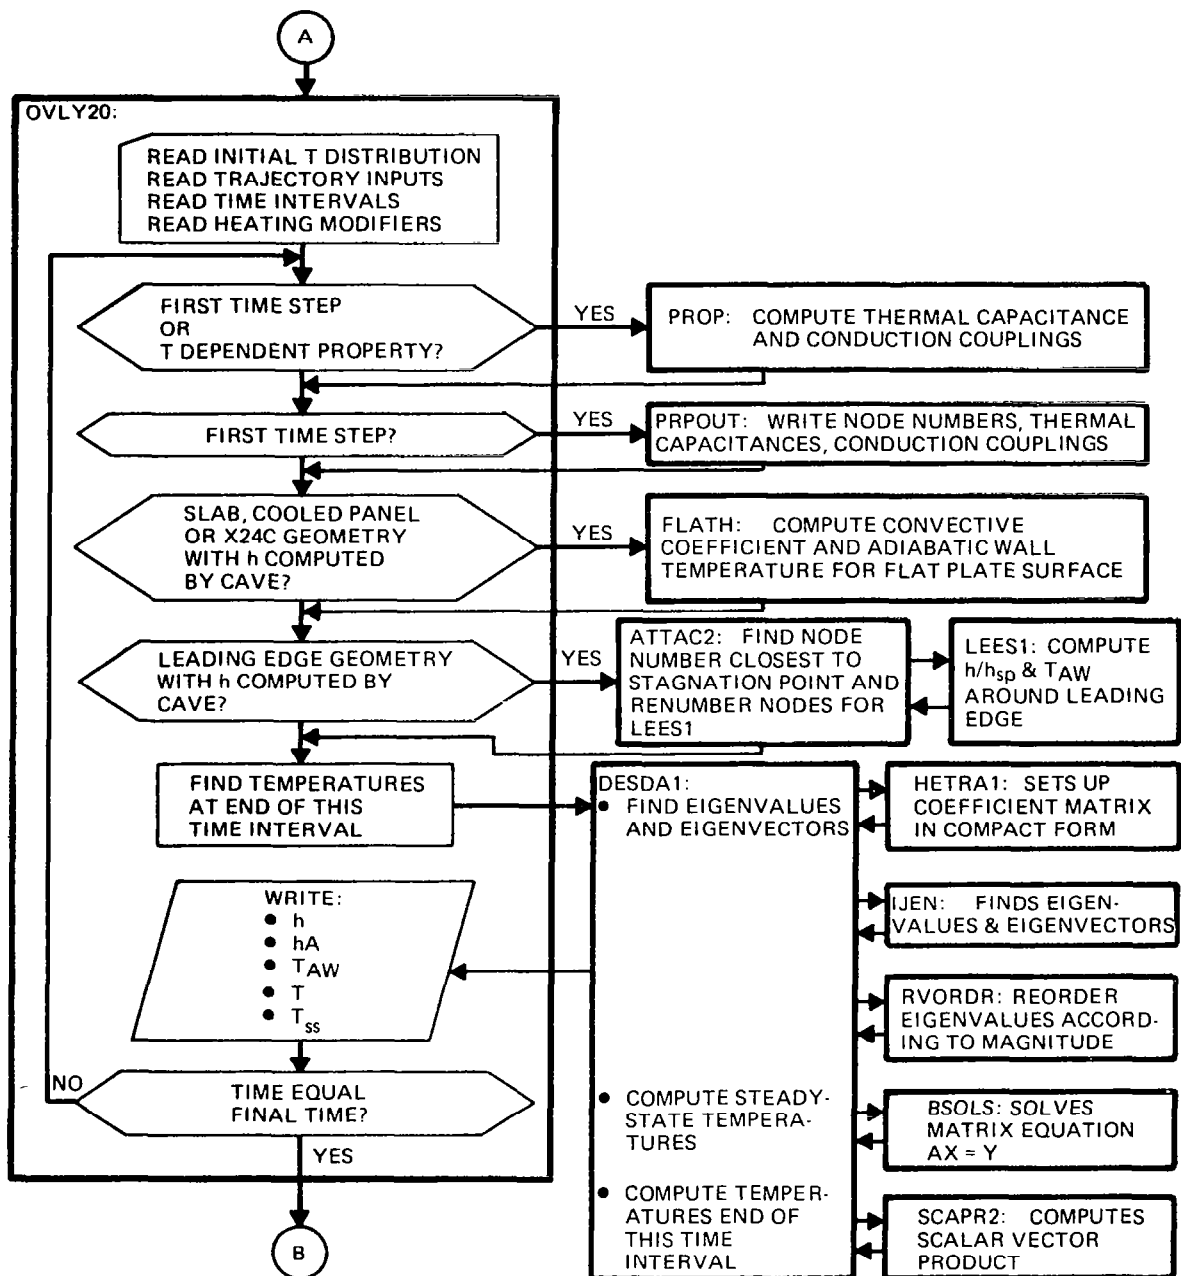 A
OVLY20:
READ INITIAL T DISTRIBUTION
READ TRAJECTORY INPUTS
READ TIME INTERVALS
READ HEATING MODIFIERS
FIRST TIME STEP
OR
T DEPENDENT PROPERTY?
YES
PROP: COMPUTE THERMAL CAPACITANCE
AND CONDUCTION COUPLINGS
FIRST TIME STEP?
YES
PRPOUT: WRITE NODE NUMBERS, THERMAL
CAPACITANCES, CONDUCTION COUPLINGS
SLAB, COOLED PANEL
OR X24C GEOMETRY
WITH h COMPUTED
BY CAVE?
YES
FLATH: COMPUTE CONVECTIVE
COEFFICIENT AND ADIABATIC WALL
TEMPERATURE FOR FLAT PLATE SURFACE
LEADING EDGE GEOMETRY
WITH h COMPUTED BY
CAVE?
YES
ATTAC2: FIND NODE
NUMBER CLOSEST TO
STAGNATION POINT AND
RENUMBER NODES FOR
LEES1
LEES1: COMPUTE
h/hsp & TAW
AROUND LEADING
EDGE
FIND TEMPERATURES
AT END OF THIS
TIME INTERVAL
DESDA1:
• FIND EIGENVALUES
AND EIGENVECTORS
HETRA1: SETS UP
COEFFICIENT MATRIX
IN COMPACT FORM
IJEN: FINDS EIGEN-
VALUES & EIGENVECTORS
WRITE:
• h
• hA
• TAW
• T
• Tss
RVORDR: REORDER
EIGENVALUES ACCORD-
ING TO MAGNITUDE
NO
TIME EQUAL
FINAL TIME?
YES
• COMPUTE STEADY-
STATE TEMPERA-
TURES
BSOLS: SOLVES
MATRIX EQUATION
AX = Y
• COMPUTE TEMPER-
ATURES END OF
THIS TIME
INTERVAL
SCAPR2: COMPUTES
SCALAR VECTOR
PRODUCT
B